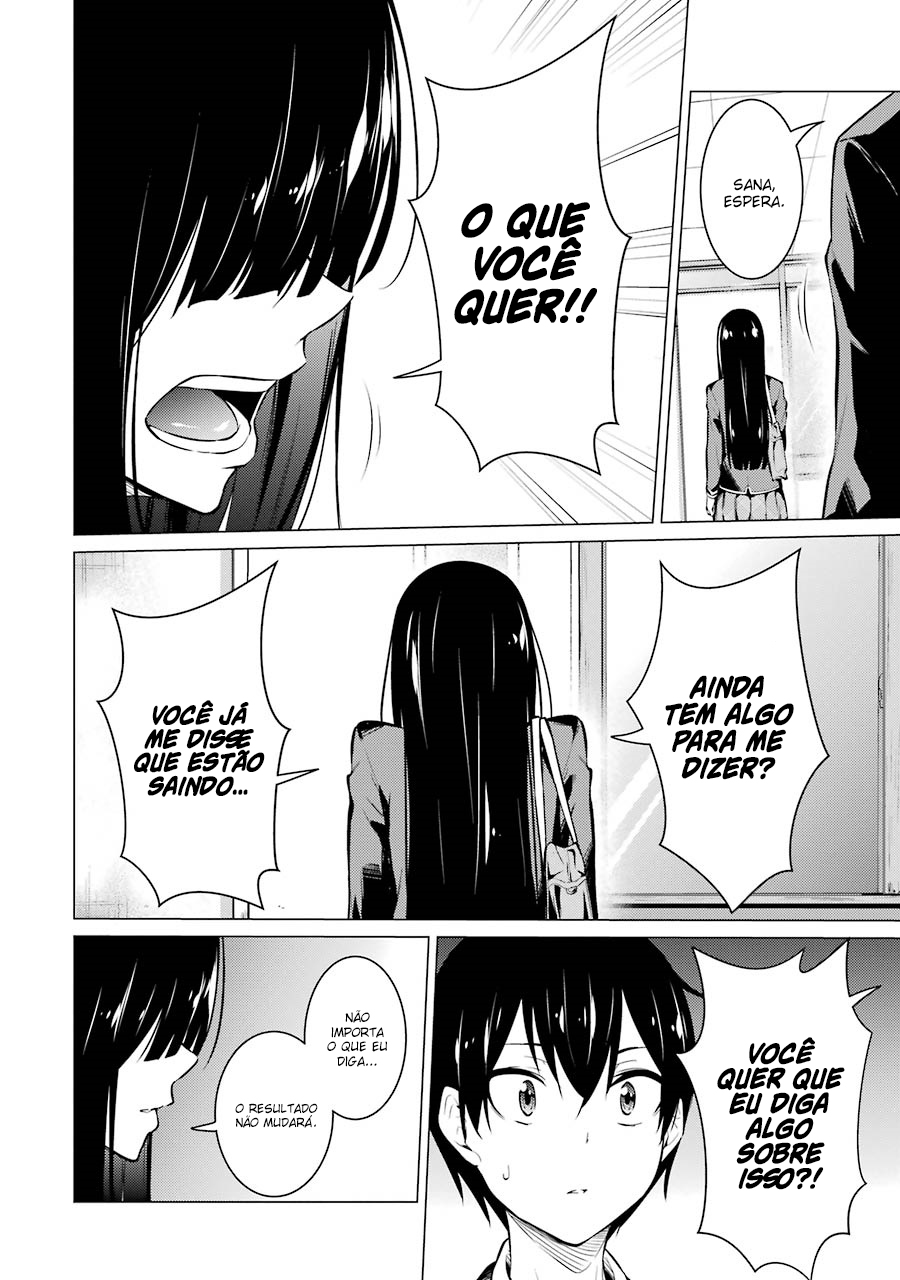 SANA,
ESPERA.
O QUE
VOCÊ
QUER!!
AINDA
TEM ALGO
PARA ME
DIZER?
VOCÊ JÁ
ME DISSE
QUE ESTÃO
SAINDO...
VOCÊ
QUER QUE
EU DIGA
ALGO
SOBRE
ISSO?!
NÃO
IMPORTA
O QUE EU
DIGA...
O RESULTADO
NÃO MUDARÁ.